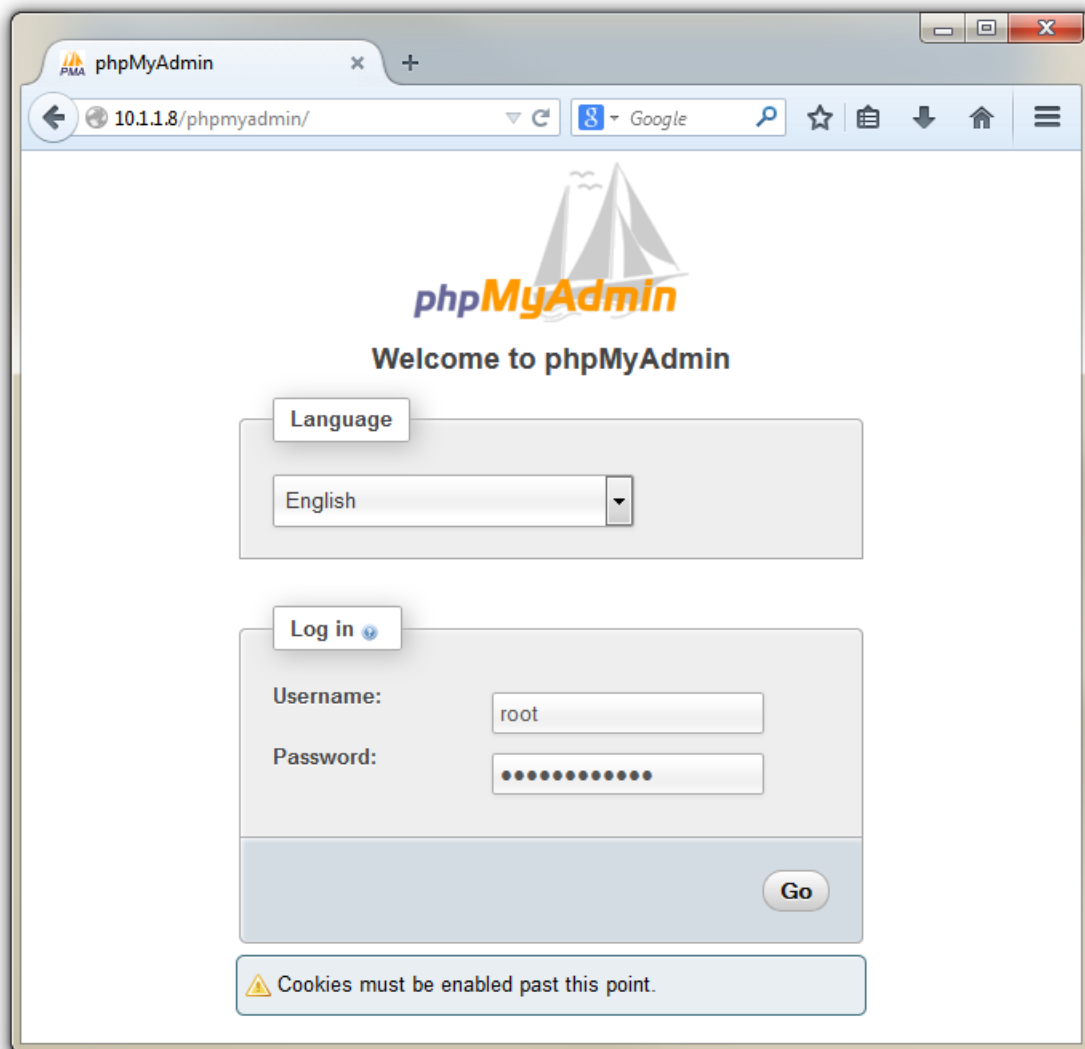 PMA phpMyAdmin
10.1.1.8/phpmyadmin/
8 Google
phpMyAdmin
Welcome to phpMyAdmin
Language
English
Log in
Username:
root
Password:
••••••••••••
Go
Cookies must be enabled past this point.